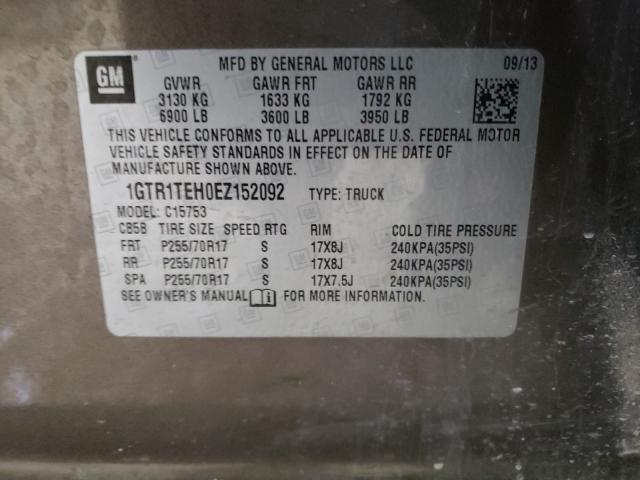 GM
MFD BY GENERAL MOTORS LLC 09/13
GVWR GAWR FRT GAWR RR
3130 KG 1633 KG 1792 KG
6900 LB 3600 LB 3950 LB
THIS VEHICLE CONFORMS TO ALL APPLICABLE U.S. FEDERAL MOTOR
VEHICLE SAFETY STANDARDS IN EFFECT ON THE DATE OF
MANUFACTURE SHOWN ABOVE.
1GTR1TEH0EZ152092 TYPE: TRUCK
MODEL: C15753
CB5B TIRE SIZE SPEED RTG RIM COLD TIRE PRESSURE
FRT P255/70R17 S 17X8J 240KPA(35PSI)
RR P255/70R17 S 17X8J 240KPA(35PSI)
SPA P255/70R17 S 17X7.5J 240KPA(35PSI)
SEE OWNER'S MANUAL i FOR MORE INFORMATION.